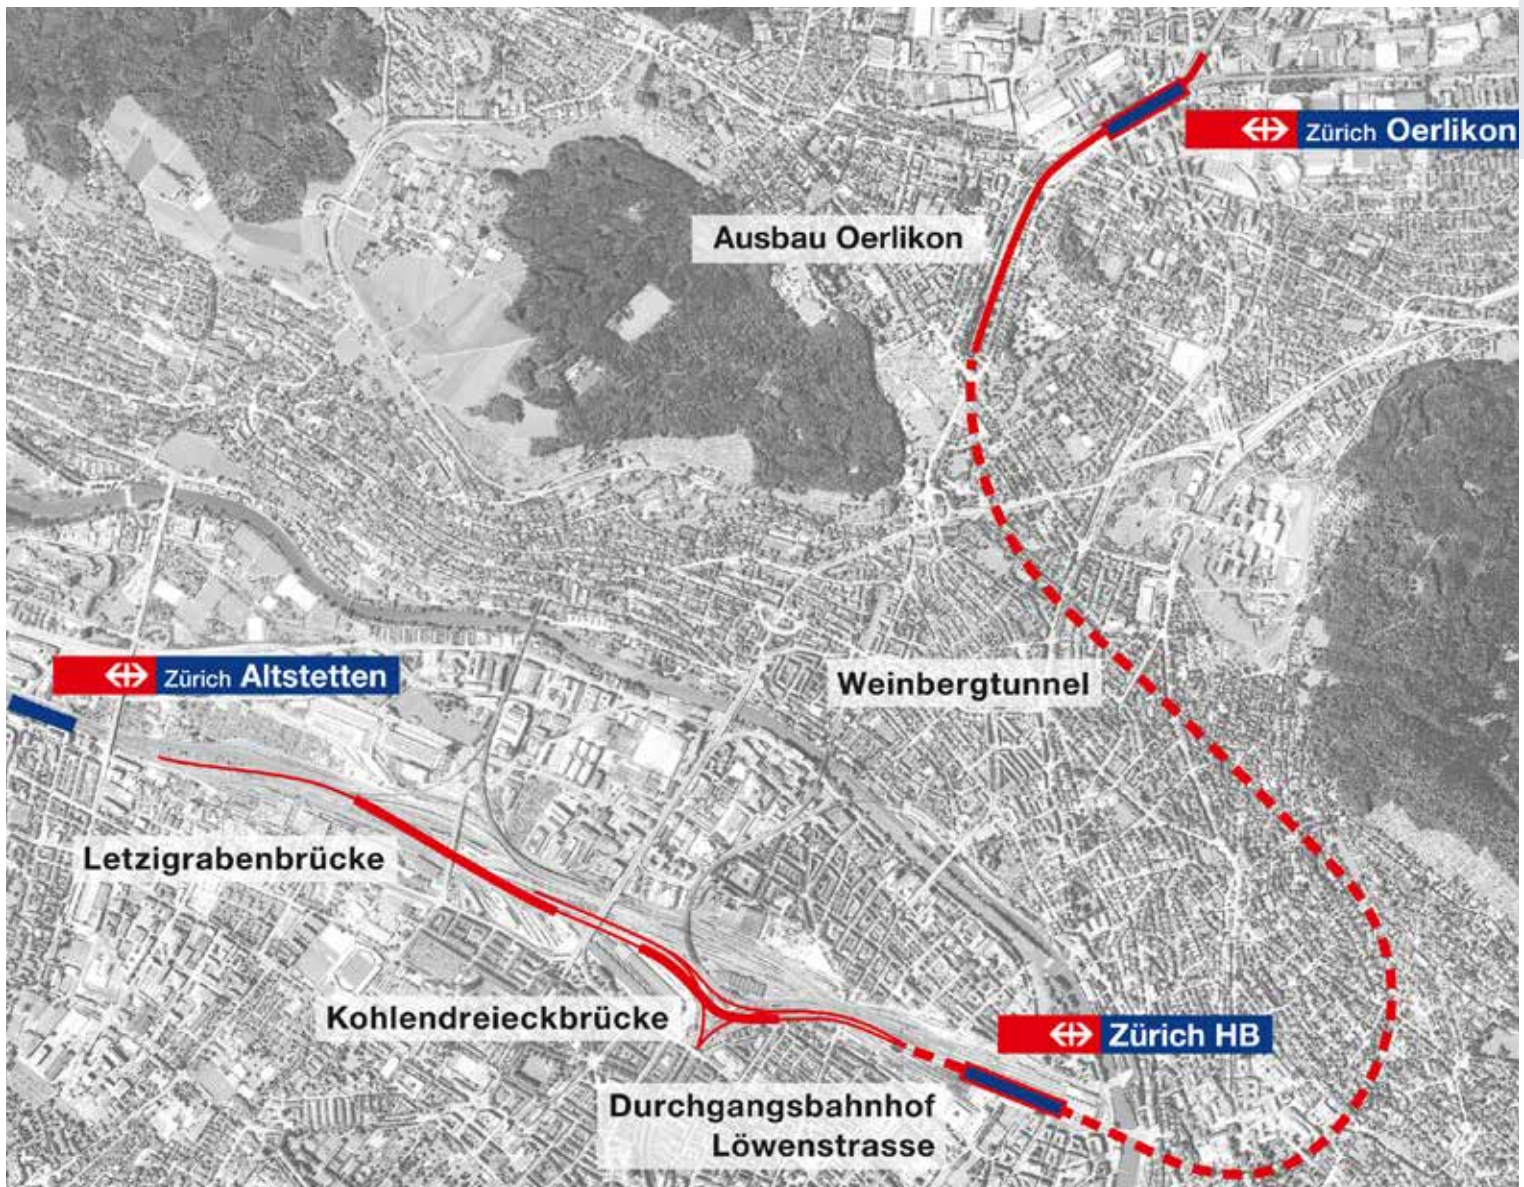 Zürich Oerlikon
Ausbau Oerlikon
Zürich Altstetten
Weinbergtunnel
Letzigrabenbrücke
Kohlendreieckbrücke
Zürich HB
Durchgangsbahnhof
Löwenstrasse